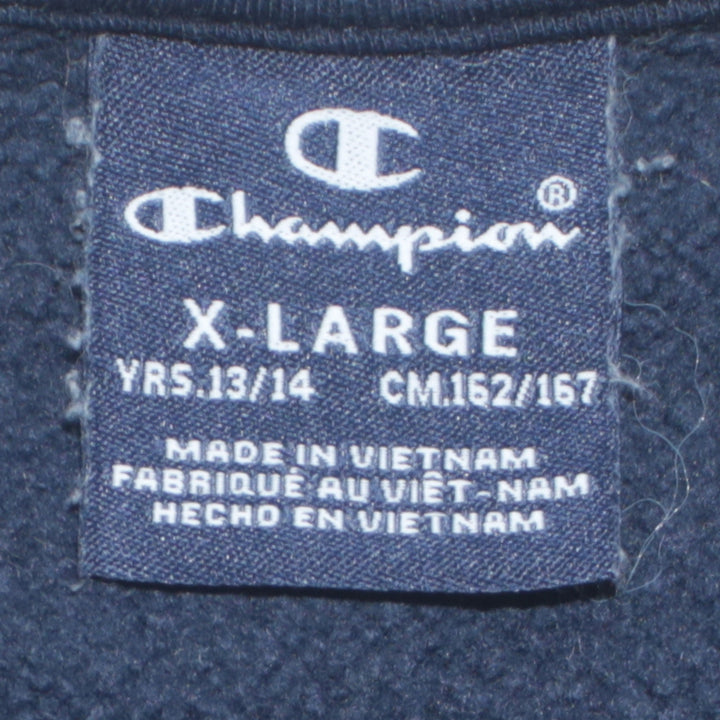 Champion®
X-LARGE
YRS.13/14 CM.162/167
MADE IN VIETNAM
FABRIQUÉ AU VIÊT-NAM
HECHO EN VIETNAM